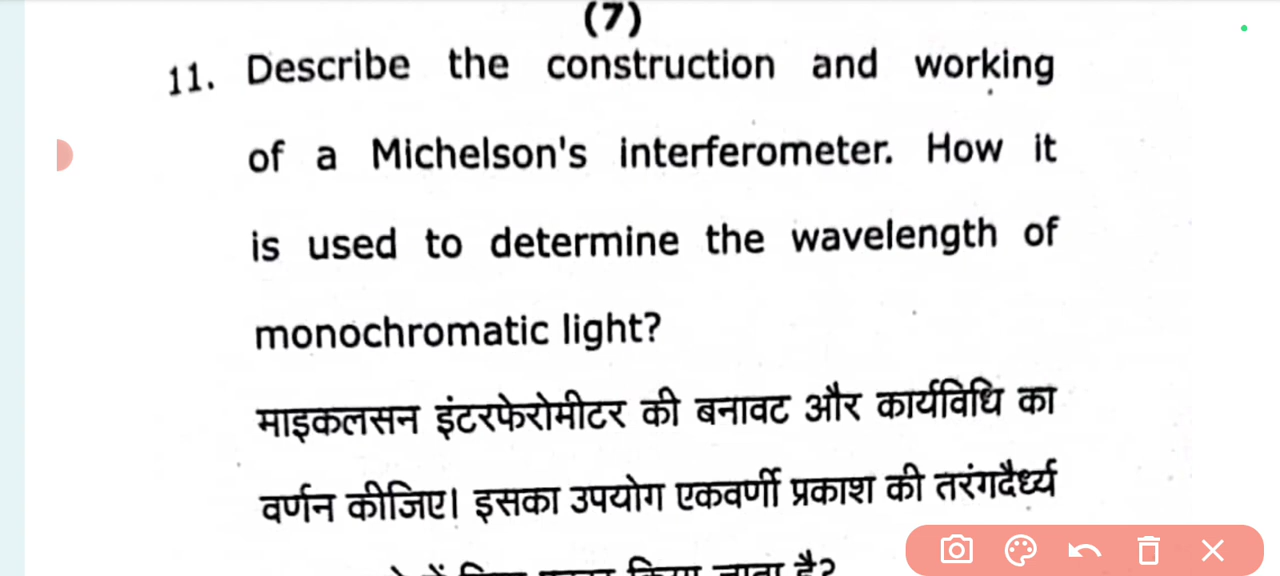 (7)
11. Describe the construction and working
of a Michelson's interferometer. How it
is used to determine the wavelength of
monochromatic light?
माइकलसन इंटरफेरोमीटर की बनावट और कार्यविधि का
वर्णन कीजिए। इसका उपयोग एकवर्णी प्रकाश की तरंगदैर्ध्य
किया जाता है?